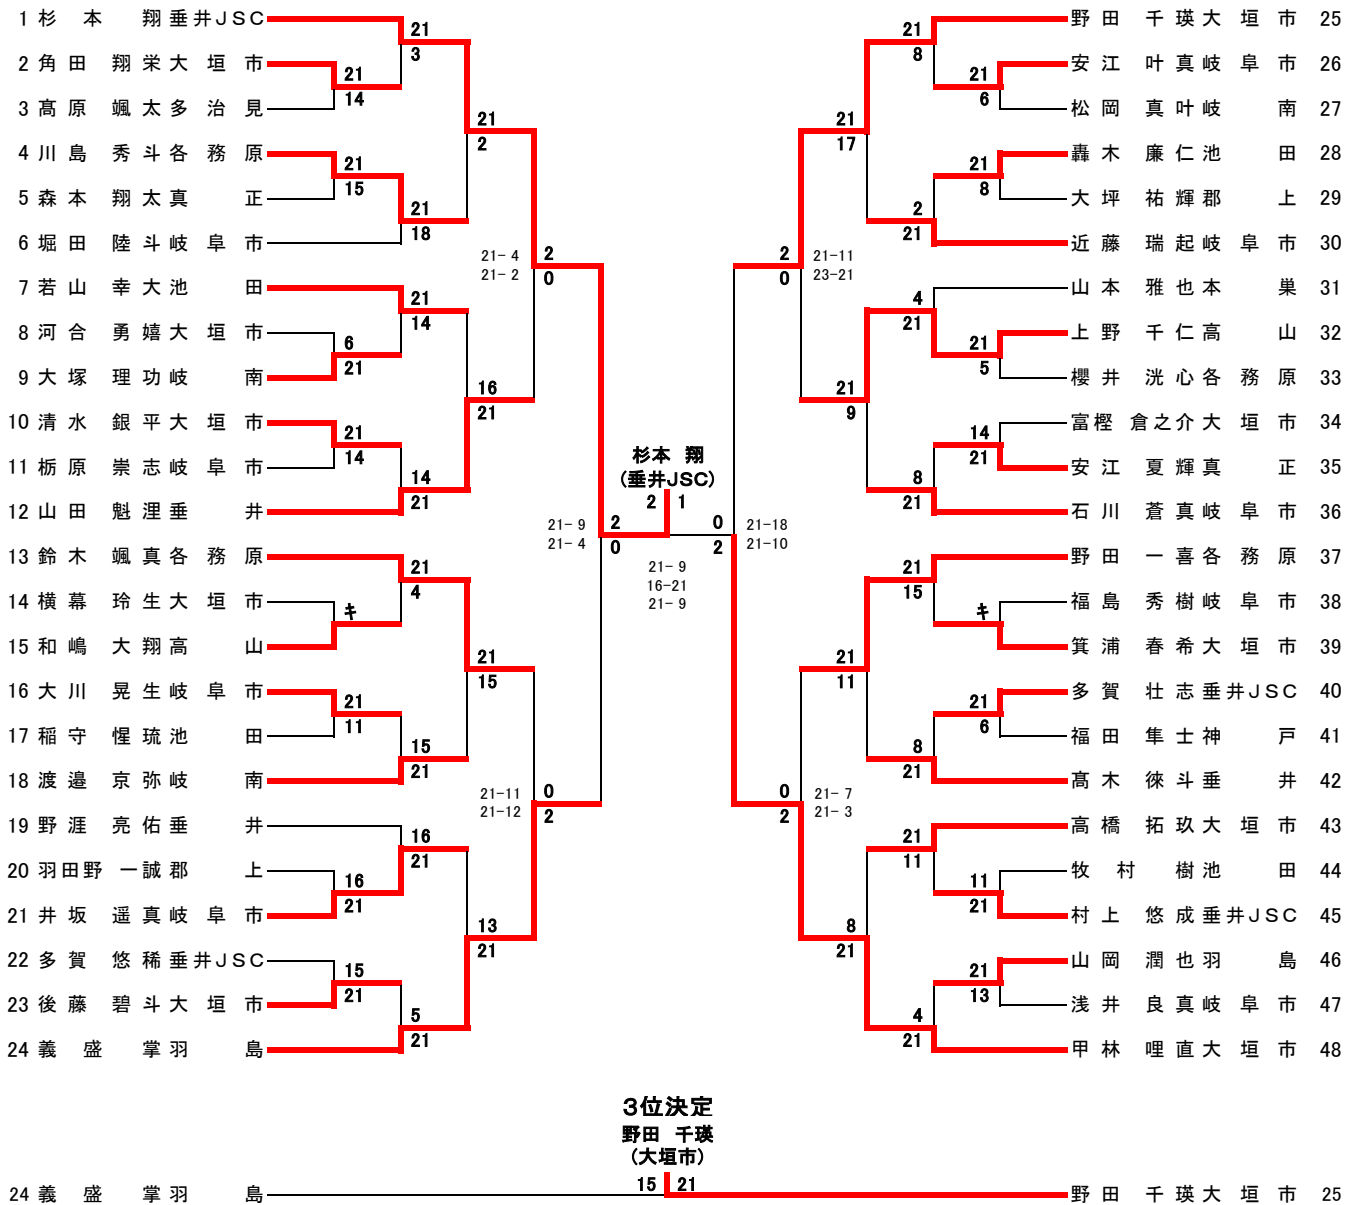 1 杉本 翔 垂井JSC
2 角田 翔栄 大垣市
3 髙原 颯太 多治見
4 川島 秀斗 各務原
5 森本 翔太 真正
6 堀田 陸斗 岐阜市
7 若山 幸大 池田
8 河合 勇嬉 大垣市
9 大塚 理功 岐南
10 清水 銀平 大垣市
11 栃原 崇志 岐阜市
12 山田 魁浬 垂井
13 鈴木 颯真 各務原
14 横幕 玲生 大垣市
15 和嶋 大翔 高山
16 大川 晃生 岐阜市
17 稲守 惺琉 池田
18 渡邉 京弥 岐南
19 野涯 亮佑 垂井
20 羽田野 一誠 郡上
21 井坂 遥真 岐阜市
22 多賀 悠稀 垂井JSC
23 後藤 碧斗 大垣市
24 義盛 掌 羽島
21 3
21 14
21 2
21 15
21 18
21-4
21-2
2 0
21 14
6 21
16 21
21 14
14 21
21-9
21-4
2 0
21 4
キ
21 15
21 11
15 21
21-11
21-12
0 2
16 21
16 21
13 21
15 21
5 21
杉本 翔
(垂井JSC)
2 1
21-9
16-21
21-9
21 8
21 6
21 17
21 8
2 21
2 0
21-11
23-21
4 21
21 5
21 9
14 21
8 21
0 2
21-18
21-10
21 15
キ
21 11
21 6
8 21
0 2
21-7
21-3
21 11
11 21
8 21
21 13
4 21
野田 千瑛 大垣市 25
安江 叶真 岐阜市 26
松岡 真叶 岐南 27
轟木 廉仁 池田 28
大坪 祐輝 郡上 29
近藤 瑞起 岐阜市 30
山本 雅也 本巣 31
上野 千仁 高山 32
櫻井 洸心 各務原 33
富樫 倉之介 大垣市 34
安江 夏輝 真正 35
石川 蒼真 岐阜市 36
野田 一喜 各務原 37
福島 秀樹 岐阜市 38
箕浦 春希 大垣市 39
多賀 壮志 垂井JSC 40
福田 隼士 神戸 41
髙木 徠斗 垂井 42
高橋 拓玖 大垣市 43
牧村 樹 池田 44
村上 悠成 垂井JSC 45
山岡 潤也 羽島 46
浅井 良真 岐阜市 47
甲林 哩直 大垣市 48
3位決定
野田 千瑛
(大垣市)
15 21
24 義盛 掌 羽島
野田 千瑛 大垣市 25